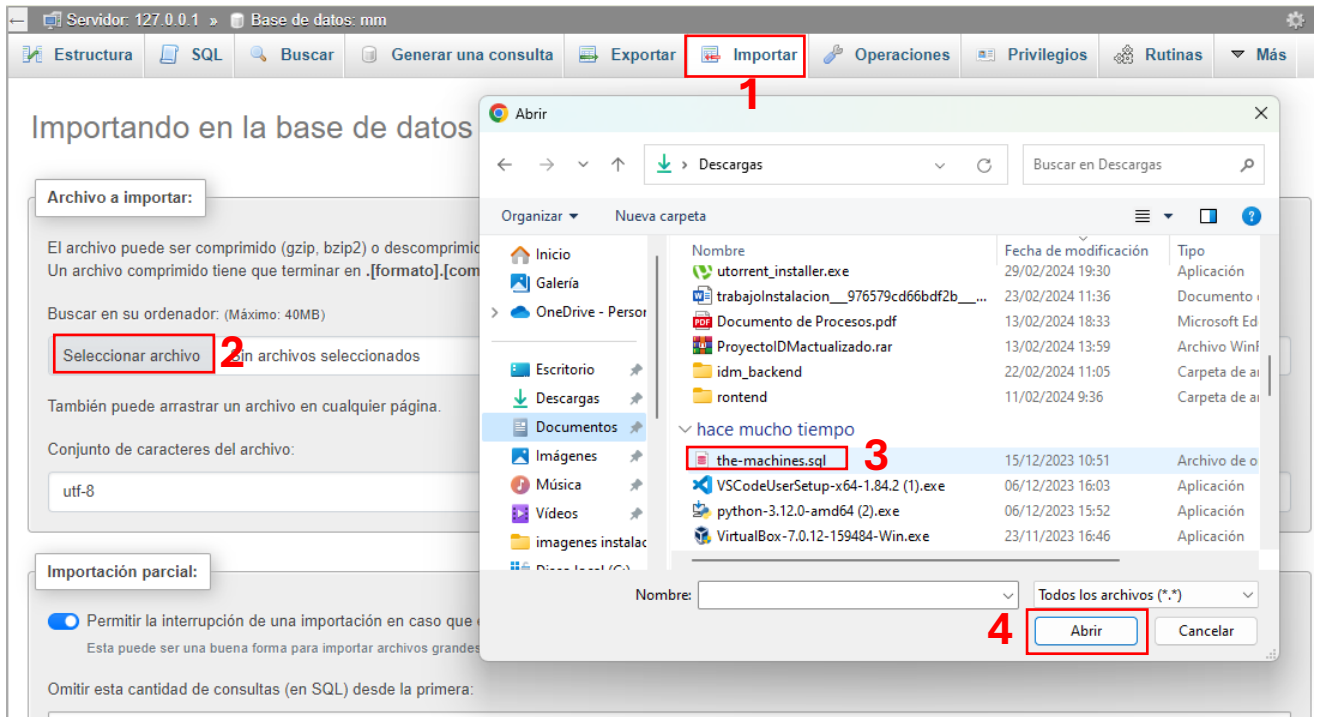 Servidor: 127.0.0.1 » Base de datos: mm
Estructura SQL Buscar Generar una consulta Exportar Importar Operaciones Privilegios Rutinas Más
1
Importando en la base de datos
Archivo a importar:
El archivo puede ser comprimido (gzip, bzip2) o descomprimid
Un archivo comprimido tiene que terminar en .[formato].[com
Buscar en su ordenador: (Máximo: 40MB)
Seleccionar archivo 2 Sin archivos seleccionados
También puede arrastrar un archivo en cualquier página.
Conjunto de caracteres del archivo:
utf-8
Importación parcial:
Permitir la interrupción de una importación en caso que
Esta puede ser una buena forma para importar archivos grandes
Omitir esta cantidad de consultas (en SQL) desde la primera:
Abrir
Descargas
Buscar en Descargas
Organizar Nueva carpeta
Inicio
Galería
OneDrive - Person
Escritorio
Descargas
Documentos
Imágenes
Música
Vídeos
imagenes instalac
Disco local (C:)
Nombre Fecha de modificación Tipo
utorrent_installer.exe 29/02/2024 19:30 Aplicación
trabajoInstalacion__976579cd66bdf2b__... 23/02/2024 11:36 Documento
Documento de Procesos.pdf 13/02/2024 18:33 Microsoft Ed
ProyectoIDMactualizado.rar 13/02/2024 13:59 Archivo WinR
idm_backend 22/02/2024 11:05 Carpeta de ar
rontend 11/02/2024 9:36 Carpeta de ar
hace mucho tiempo
the-machines.sql 3 15/12/2023 10:51 Archivo de o
VSCodeUserSetup-x64-1.84.2 (1).exe 06/12/2023 16:03 Aplicación
python-3.12.0-amd64 (2).exe 06/12/2023 15:52 Aplicación
VirtualBox-7.0.12-159484-Win.exe 23/11/2023 16:46 Aplicación
Nombre: Todos los archivos (*.*)
4 Abrir Cancelar